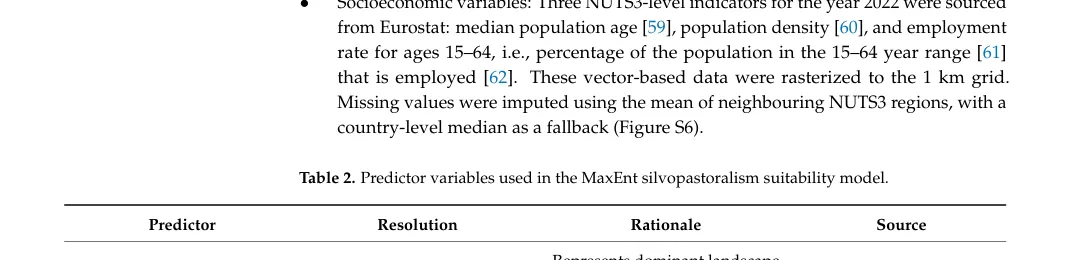 • Socioeconomic variables: Three NUTS3-level indicators for the year 2022 were sourced
from Eurostat: median population age [59], population density [60], and employment
rate for ages 15–64, i.e., percentage of the population in the 15–64 year range [61]
that is employed [62]. These vector-based data were rasterized to the 1 km grid.
Missing values were imputed using the mean of neighbouring NUTS3 regions, with a
country-level median as a fallback (Figure S6).
Table 2. Predictor variables used in the MaxEnt silvopastoralism suitability model.
Predictor Resolution Rationale Source
Represents dominant landscape